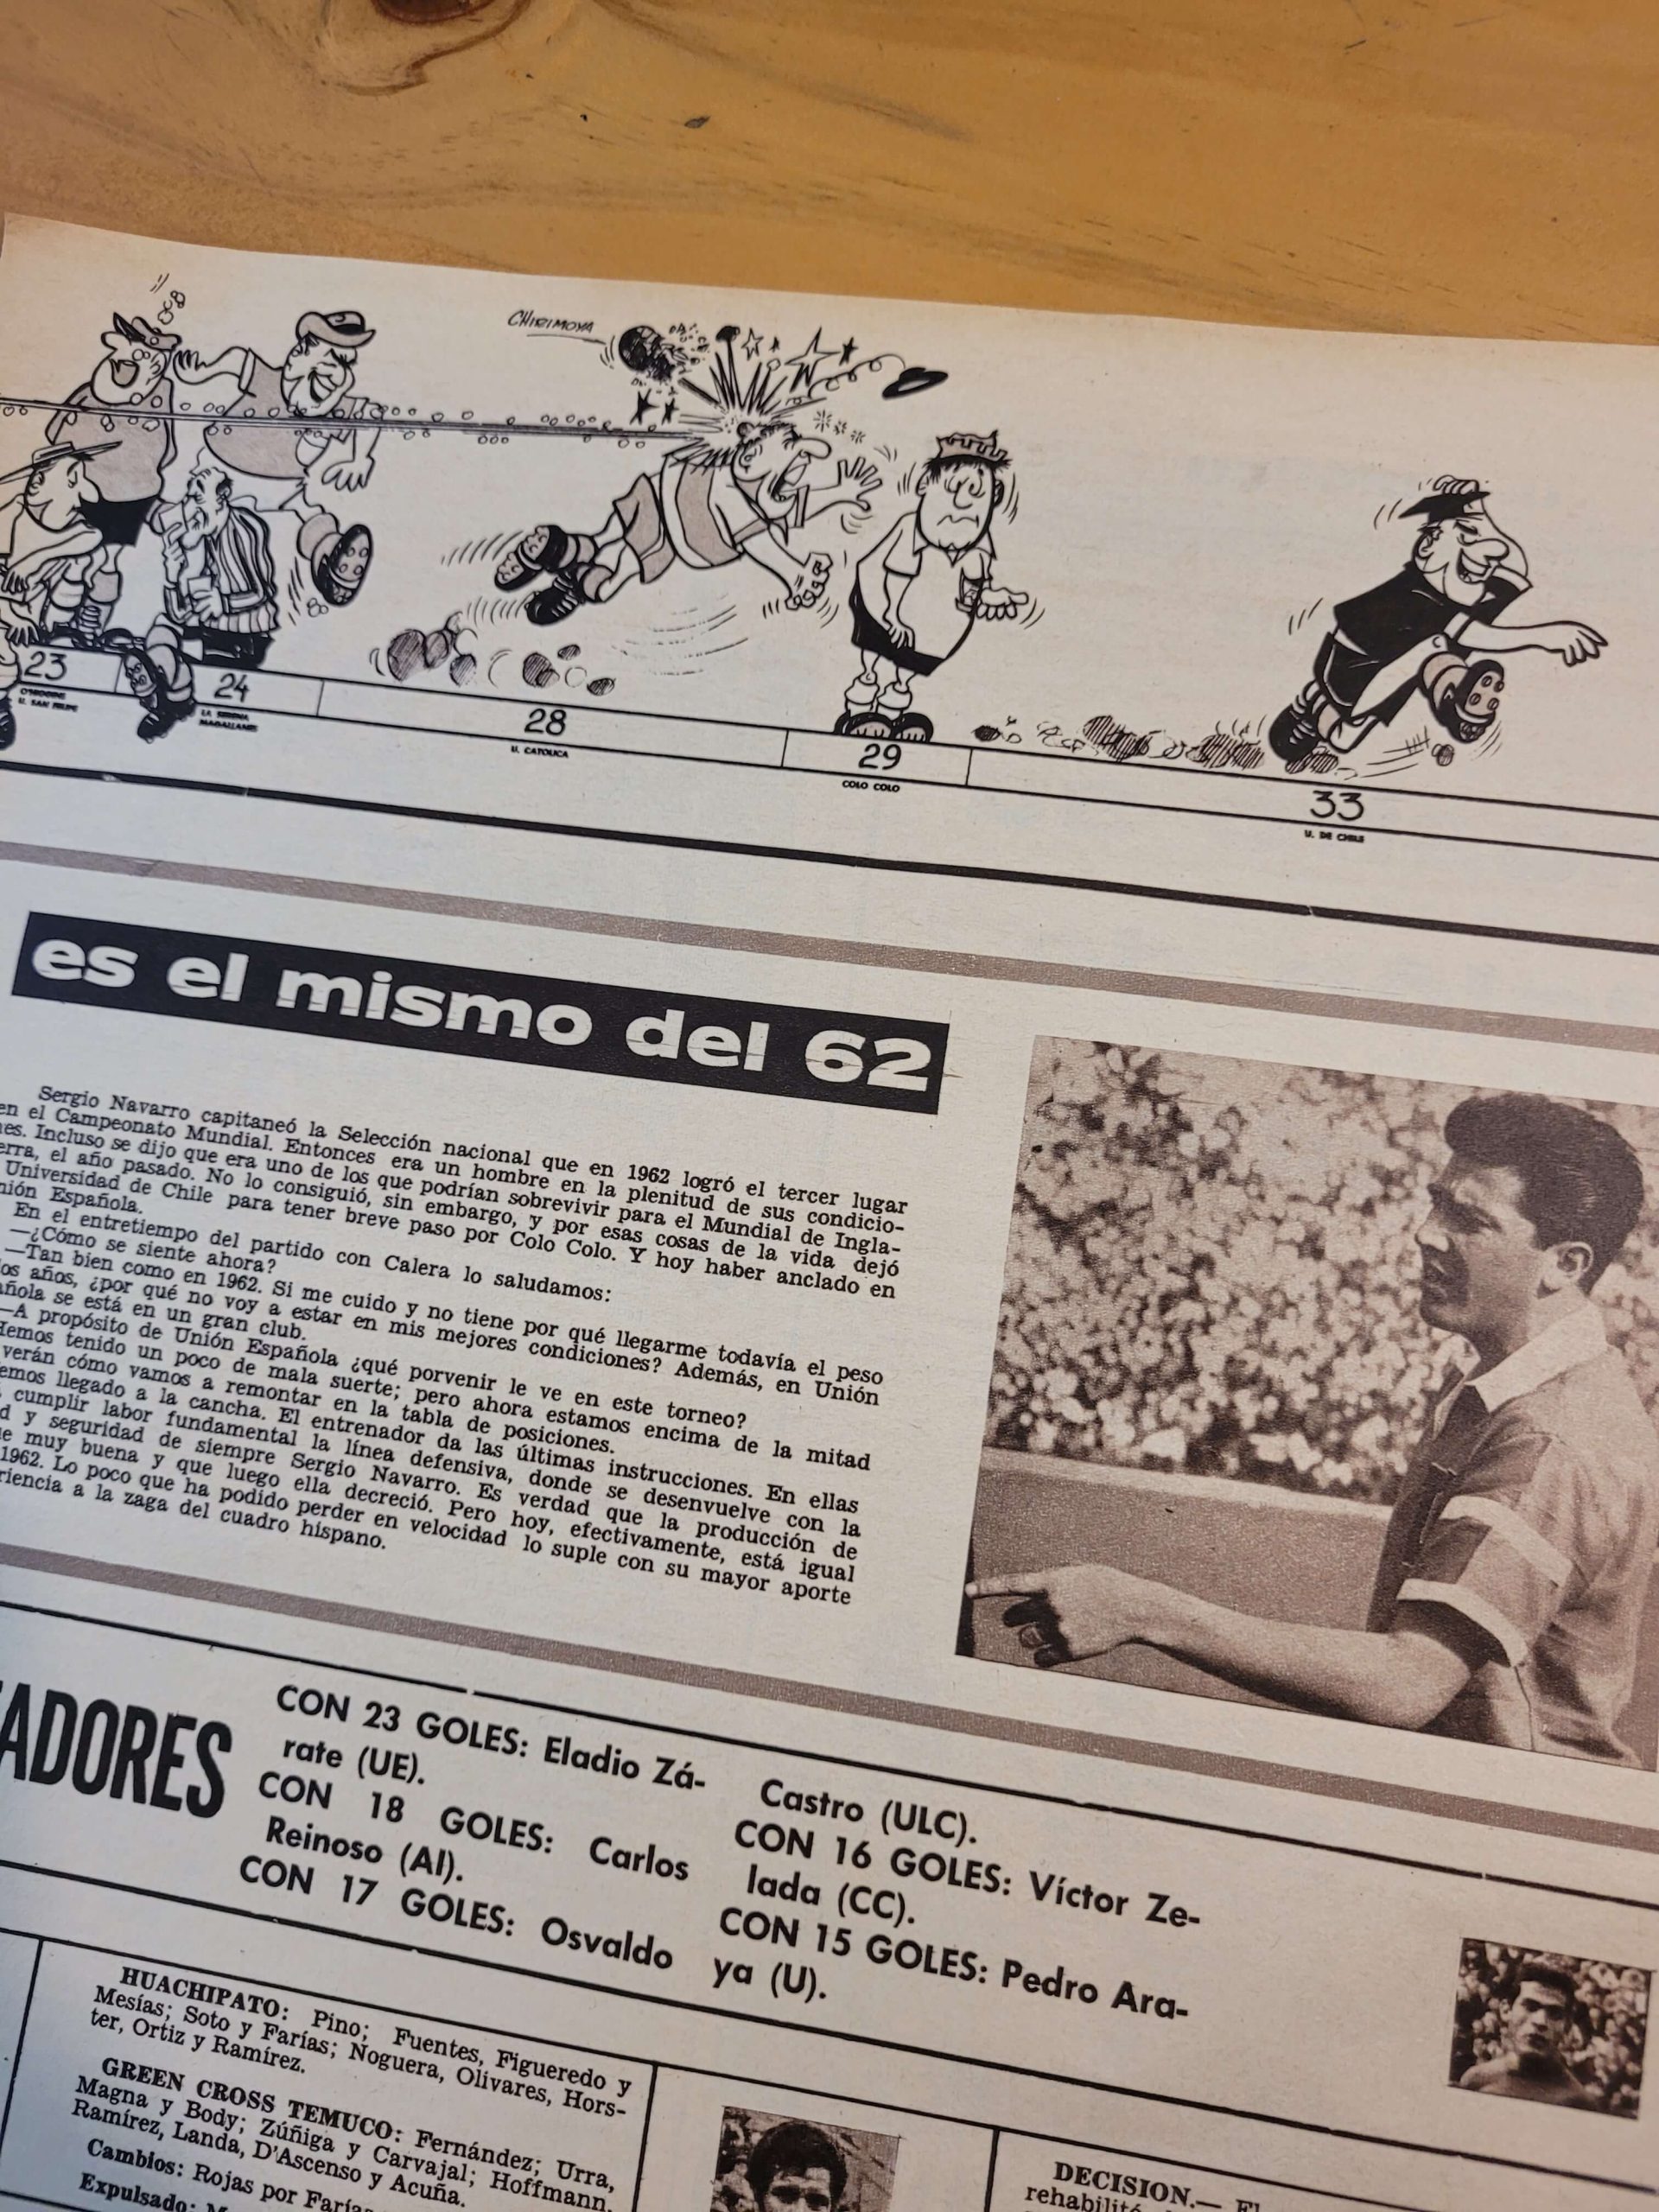 CHIRIMOYA
23
O'HIGGINS
U. SAN FELIPE
24
LA SERENA
MAGALLANES
28
U. CATOLICA
29
COLO COLO
33
U. DE CHILE
es el mismo del 62
Sergio Navarro capitaneó la Selección nacional que en 1962 logró el tercer lugar
en el Campeonato Mundial. Entonces era un hombre en la plenitud de sus condicio-
nes. Incluso se dijo que era uno de los que podrían sobrevivir para el Mundial de Ingla-
erra, el año pasado. No lo consiguió, sin embargo, y por esas cosas de la vida dejó
Universidad de Chile para tener breve paso por Colo Colo. Y hoy haber anclado en
nión Española.
En el entretiempo del partido con Calera lo saludamos:
—¿Cómo se siente ahora?
—Tan bien como en 1962. Si me cuido y no tiene por qué llegarme todavía el peso
los años, ¿por qué no voy a estar en mis mejores condiciones? Además, en Unión
añola se está en un gran club.
—A propósito de Unión Española ¿qué porvenir le ve en este torneo?
Hemos tenido un poco de mala suerte; pero ahora estamos encima de la mitad
verán cómo vamos a remontar en la tabla de posiciones.
emos llegado a la cancha. El entrenador da las últimas instrucciones. En ellas
cumplir labor fundamental la línea defensiva, donde se desenvuelve con la
d y seguridad de siempre Sergio Navarro. Es verdad que la producción de
e muy buena y que luego ella decreció. Pero hoy, efectivamente, está igual
1962. Lo poco que ha podido perder en velocidad lo suple con su mayor aporte
riencia a la zaga del cuadro hispano.
ADORES
CON 23 GOLES: Eladio Zá-
rate (UE).
CON 18 GOLES: Carlos
Reinoso (AI).
CON 17 GOLES: Osvaldo
Castro (ULC).
CON 16 GOLES: Víctor Ze-
lada (CC).
CON 15 GOLES: Pedro Ara-
ya (U).
HUACHIPATO: Pino; Fuentes, Figueredo y
Mesías; Soto y Farías; Noguera, Olivares, Hors-
ter, Ortiz y Ramírez.
GREEN CROSS TEMUCO: Fernández; Urra,
Magna y Body; Zúñiga y Carvajal; Hoffmann,
Ramírez, Landa, D'Ascenso y Acuña.
Cambios: Rojas por Farías
Expulsado:
DECISION.— El
rehabilitó